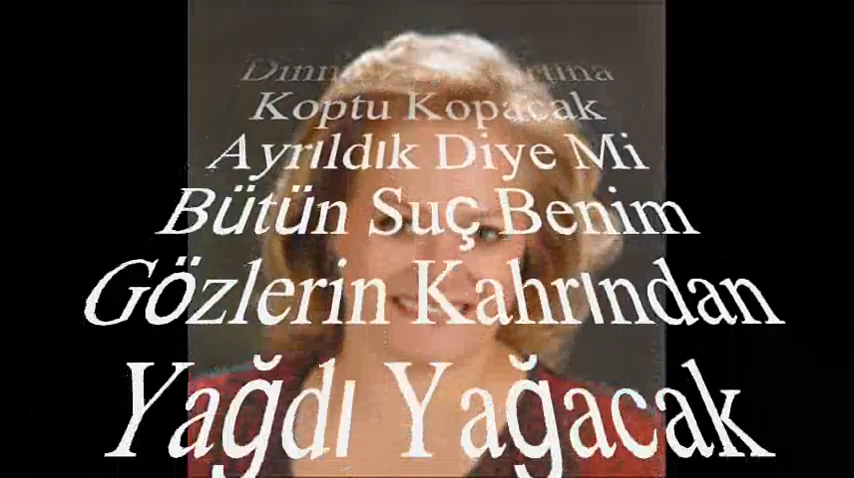 Koptu Kopacak
Ayrıldık Diye Mi
Bütün Suç Benim
Gözlerin Kahrından
Yağdı Yağacak